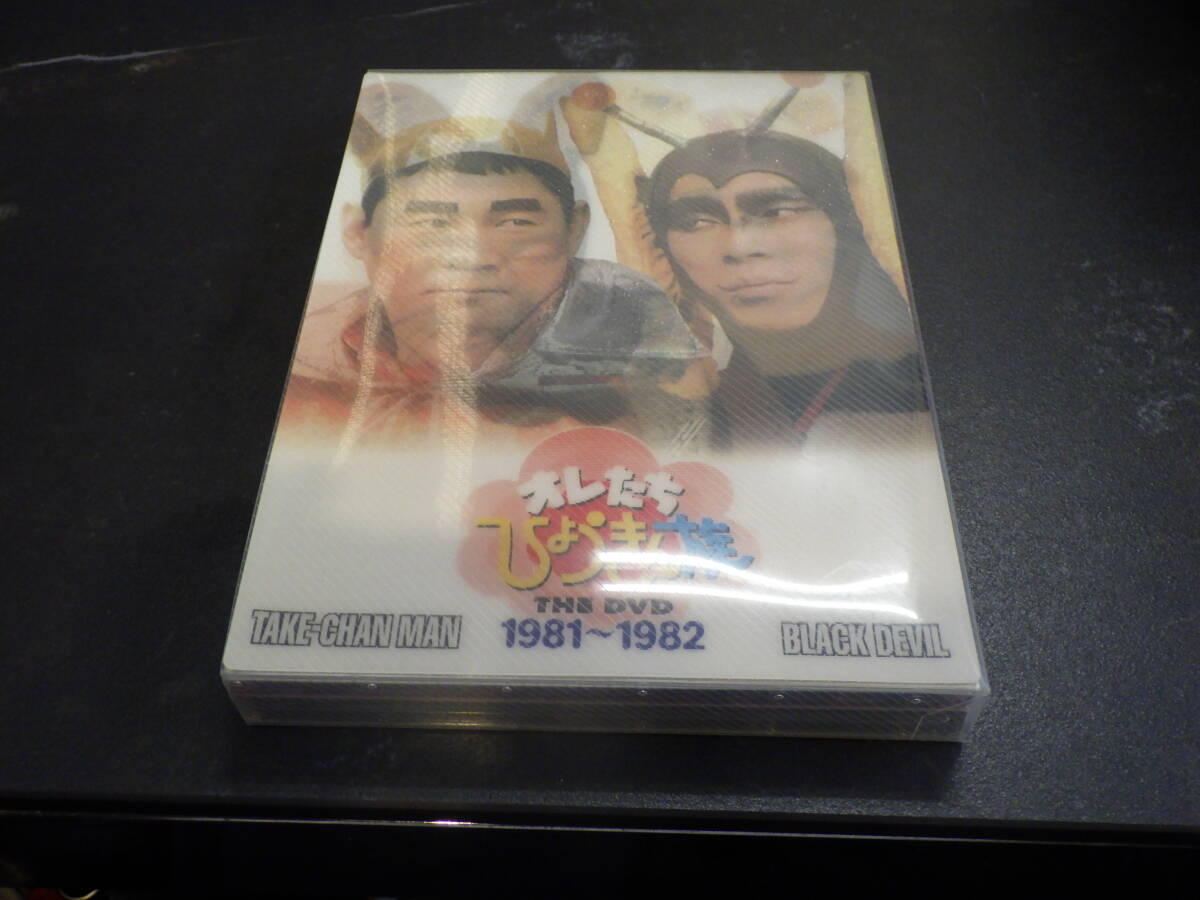 オレたち
ひょうきん族
THE DVD
1981～1982
TAKE-CHAN MAN
BLACK DEVIL